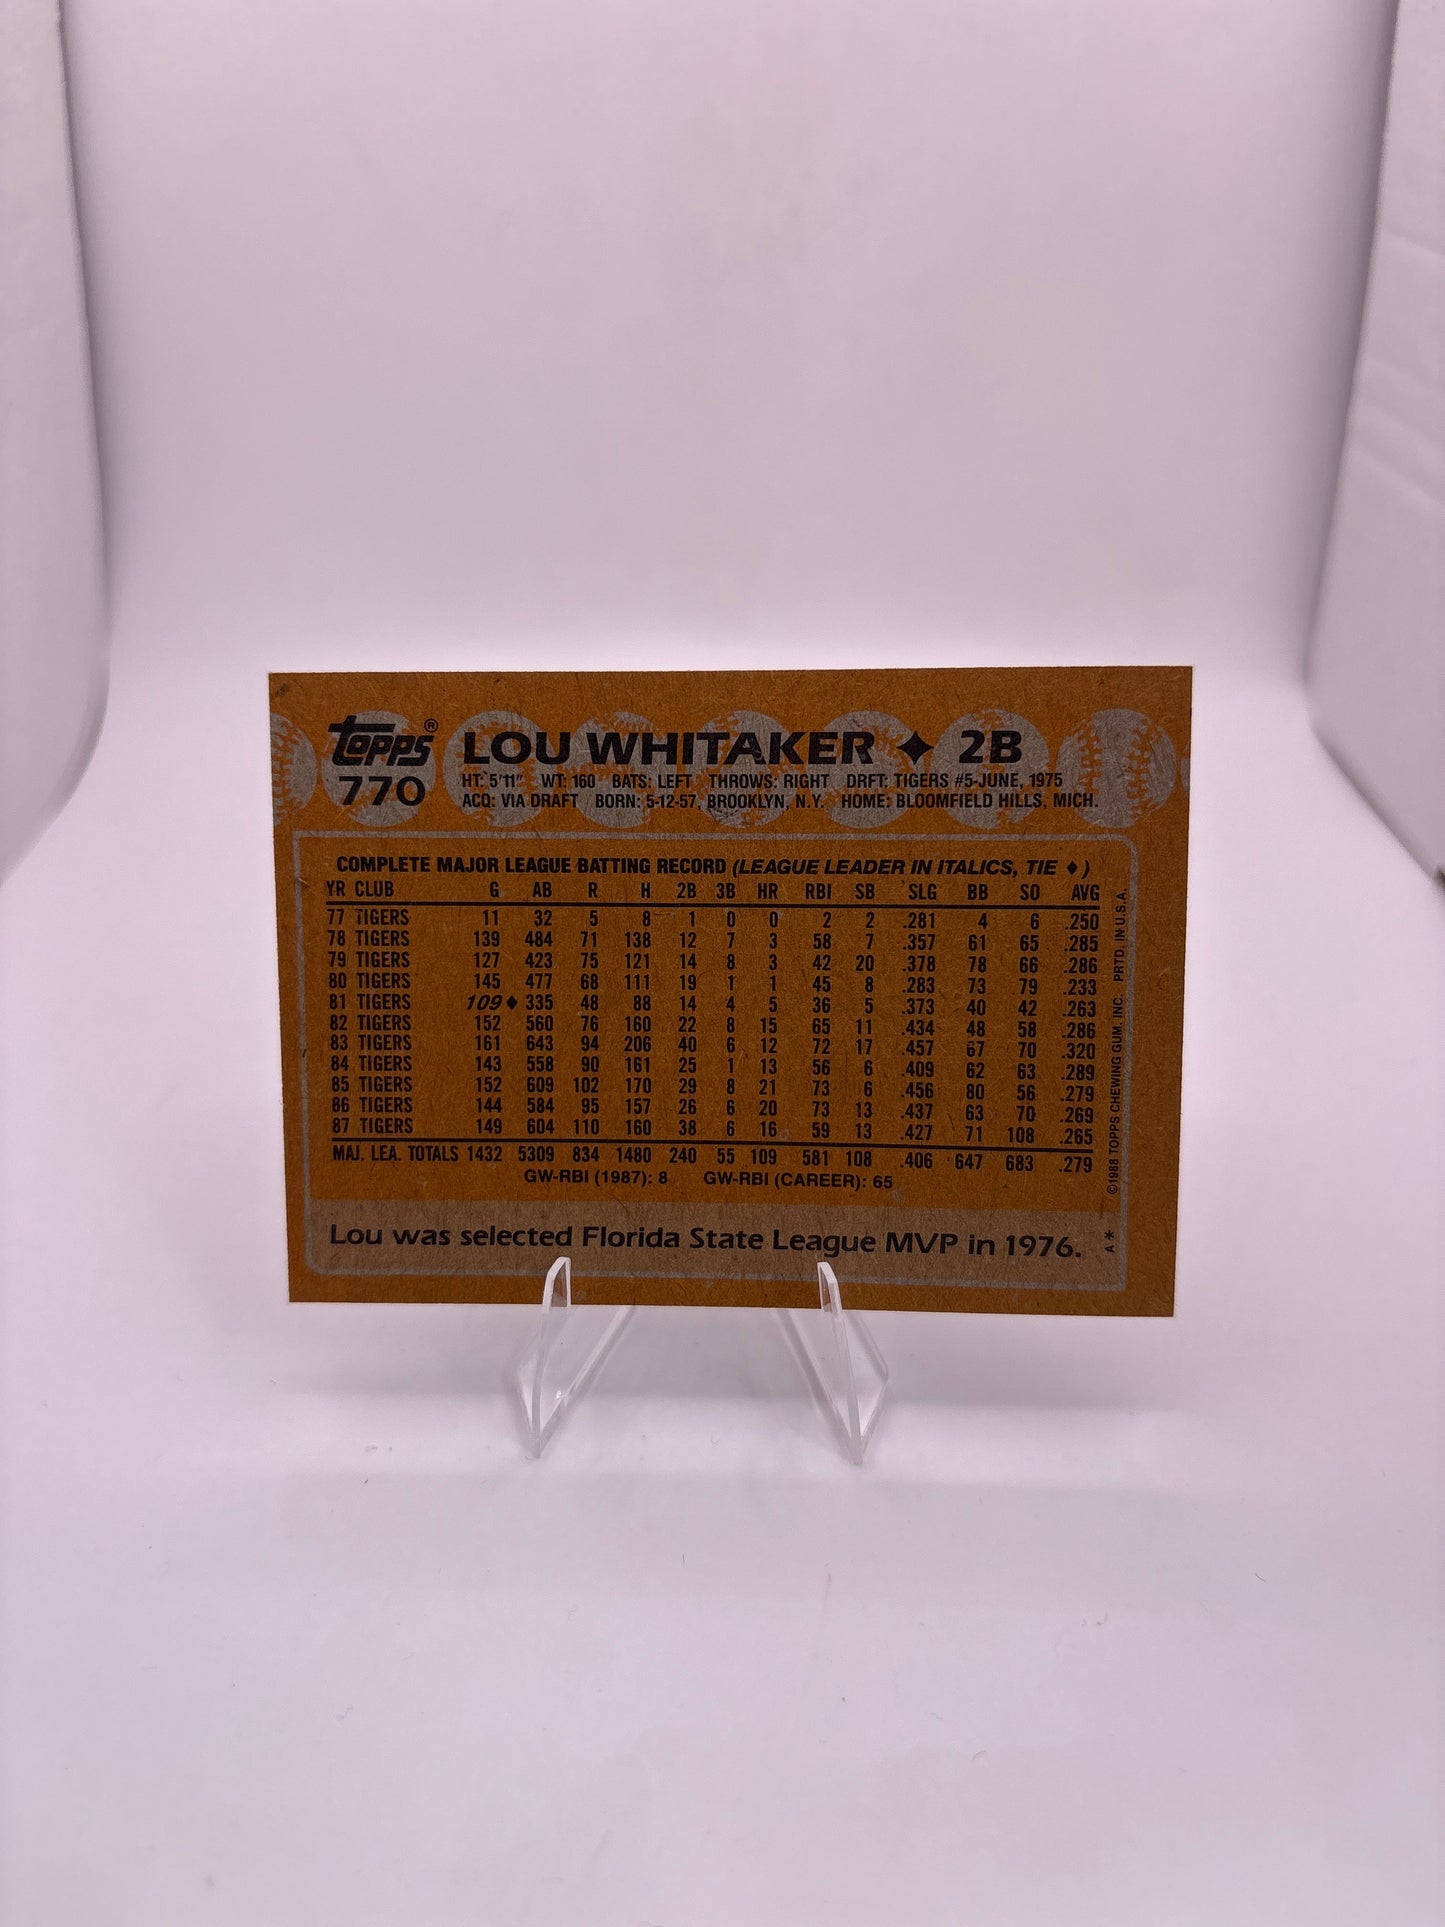 topps® LOU WHITAKER ♦ 2B
770 HT: 5'11" WT: 160 BATS: LEFT THROWS: RIGHT DRFT: TIGERS #5-JUNE, 1975
ACQ: VIA DRAFT BORN: 5-12-57, BROOKLYN, N.Y. HOME: BLOOMFIELD HILLS, MICH.
COMPLETE MAJOR LEAGUE BATTING RECORD (LEAGUE LEADER IN ITALICS, TIE ♦)
YR CLUB G AB R H 2B 3B HR RBI SB SLG BB SO AVG
77 TIGERS 11 32 5 8 1 0 0 2 2 .281 4 6 .250
78 TIGERS 139 484 71 138 12 7 3 58 7 .357 61 65 .285
79 TIGERS 127 423 75 121 14 8 3 42 20 .378 78 66 .286
80 TIGERS 145 477 68 111 19 1 1 45 8 .283 73 79 .233
81 TIGERS 109♦ 335 48 88 14 4 5 36 5 .373 40 42 .263
82 TIGERS 152 560 76 160 22 8 15 65 11 .434 48 58 .286
83 TIGERS 161 643 94 206 40 6 12 72 17 .457 67 70 .320
84 TIGERS 143 558 90 161 25 1 13 56 6 .409 62 63 .289
85 TIGERS 152 609 102 170 29 8 21 73 6 .456 80 56 .279
86 TIGERS 144 584 95 157 26 6 20 73 13 .437 63 70 .269
87 TIGERS 149 604 110 160 38 6 16 59 13 .427 71 108 .265
MAJ. LEA. TOTALS 1432 5309 834 1480 240 55 109 581 108 .406 647 683 .279
GW-RBI (1987): 8 GW-RBI (CAREER): 65
Lou was selected Florida State League MVP in 1976.
A*
©1988 TOPPS CHEWING GUM, INC. PRTD. IN U.S.A.